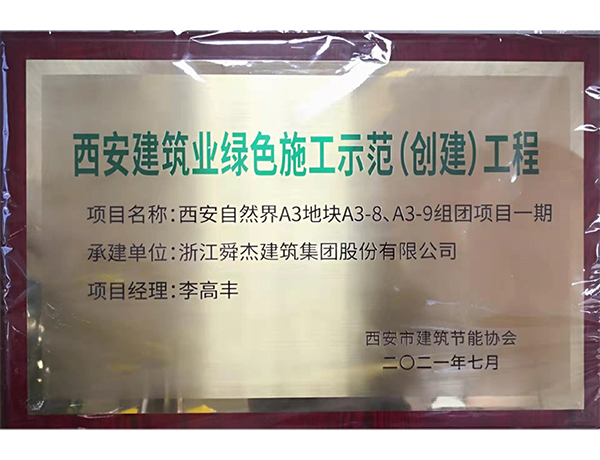 西安建筑业绿色施工示范(创建)工程
项目名称:西安自然界A3地块A3-8、A3-9组团项目一期
承建单位:浙江舜杰建筑集团股份有限公司
项目经理:李高丰
西安市建筑节能协会
二〇二一年七月